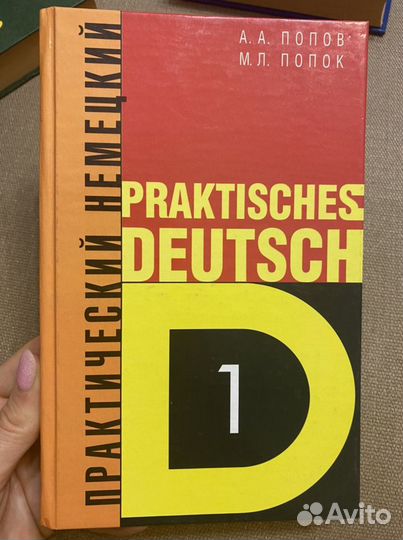 А. А. ПОПОВ
М. Л. ПОПОК
ПРАКТИЧЕСКИЙ НЕМЕЦКИЙ
PRAKTISCHES
DEUTSCH
D
1
Avito